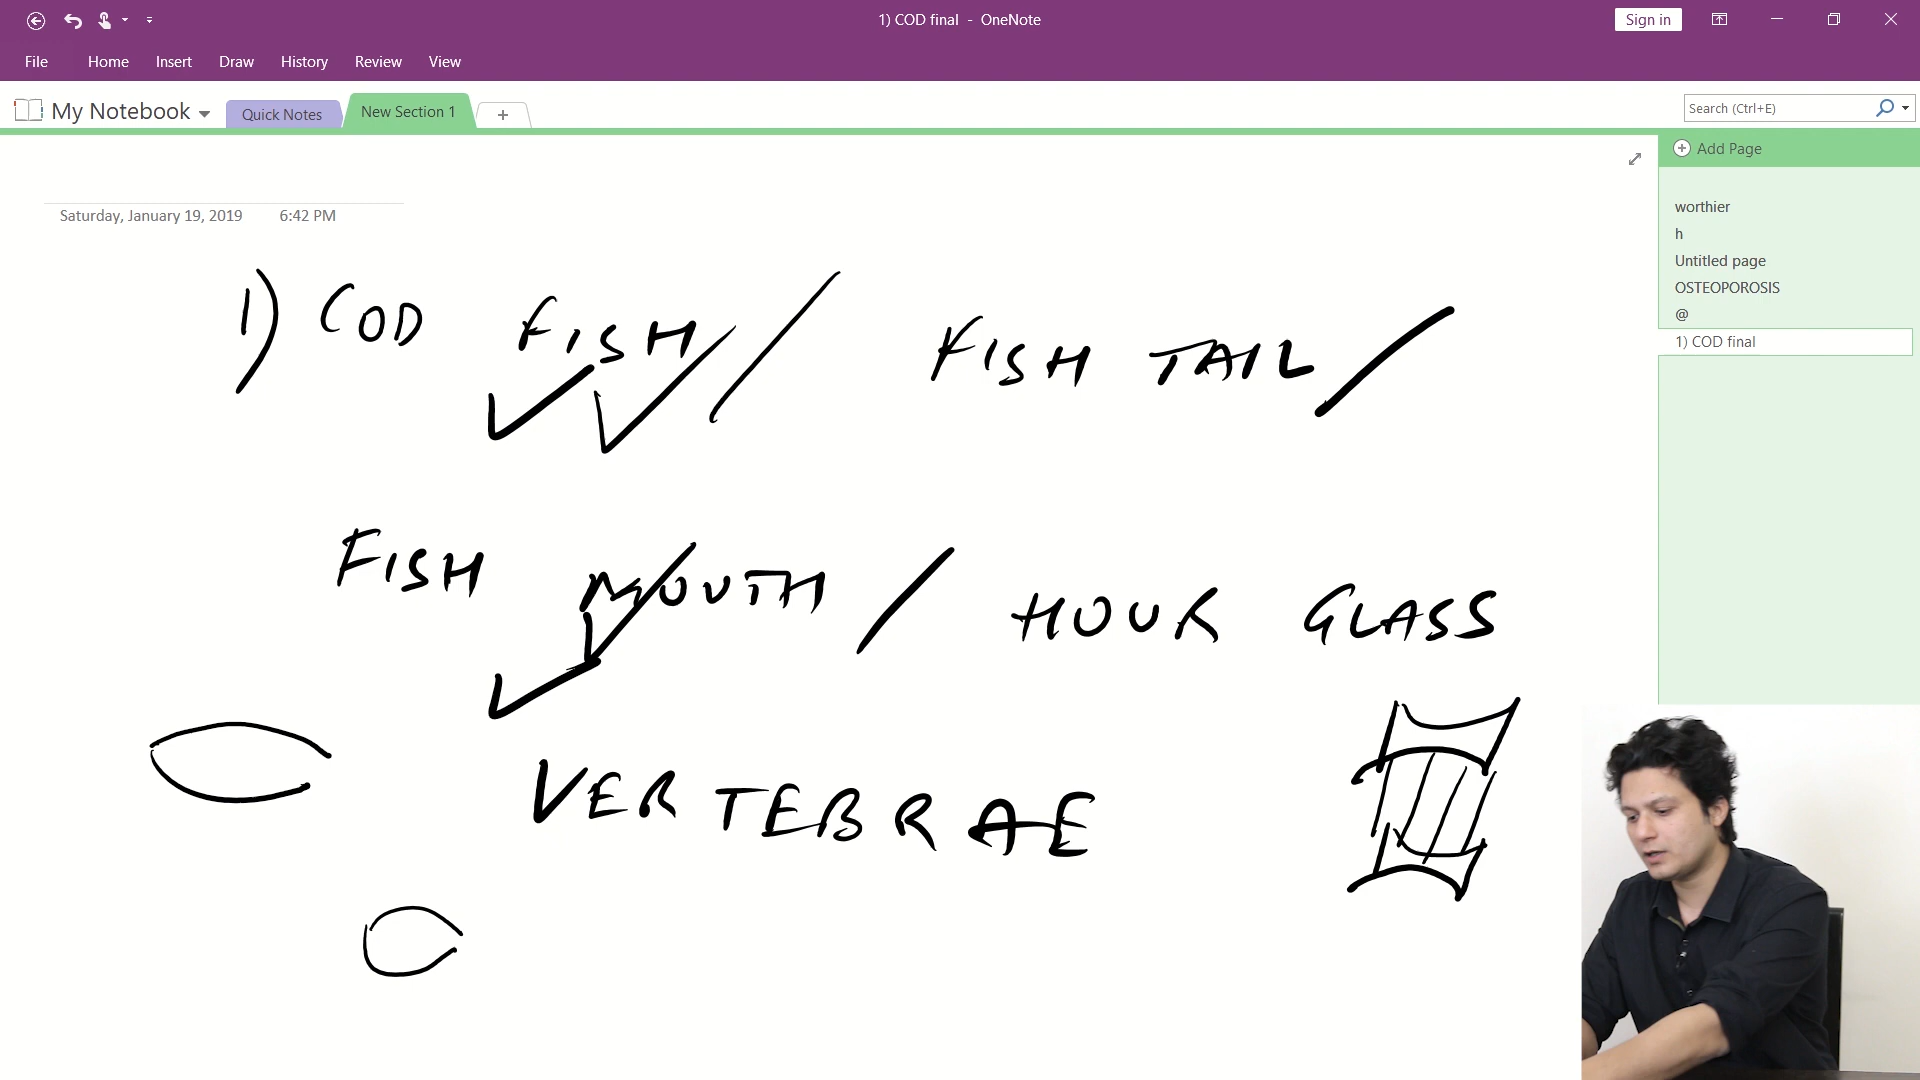 1) COD final - OneNote
Sign in
File Home Insert Draw History Review View
My Notebook Quick Notes New Section 1 +
Search (Ctrl+E)
Add Page
Saturday, January 19, 2019 6:42 PM
worthier
h
Untitled page
OSTEOPOROSIS
@
1) COD final
1) COD FISH / FISH TAIL /
FISH MOUTH / HOUR GLASS
VERTEBRAE